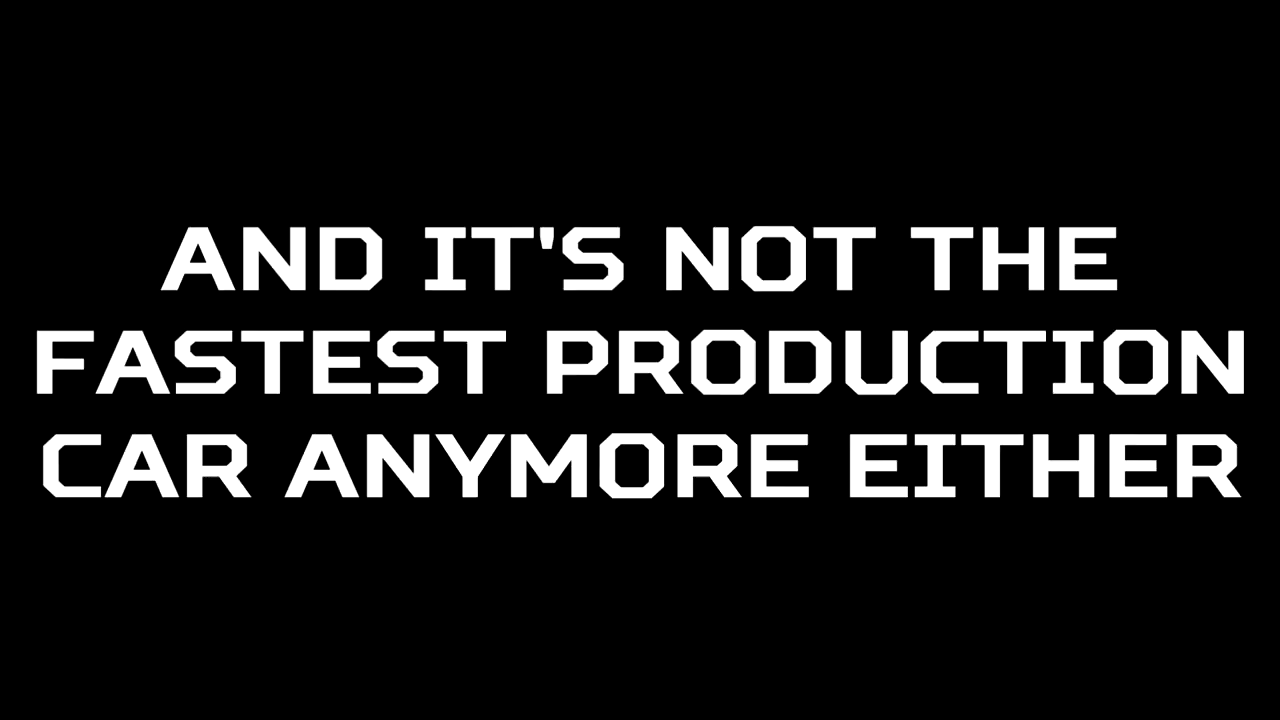 AND IT'S NOT THE
FASTEST PRODUCTION
CAR ANYMORE EITHER